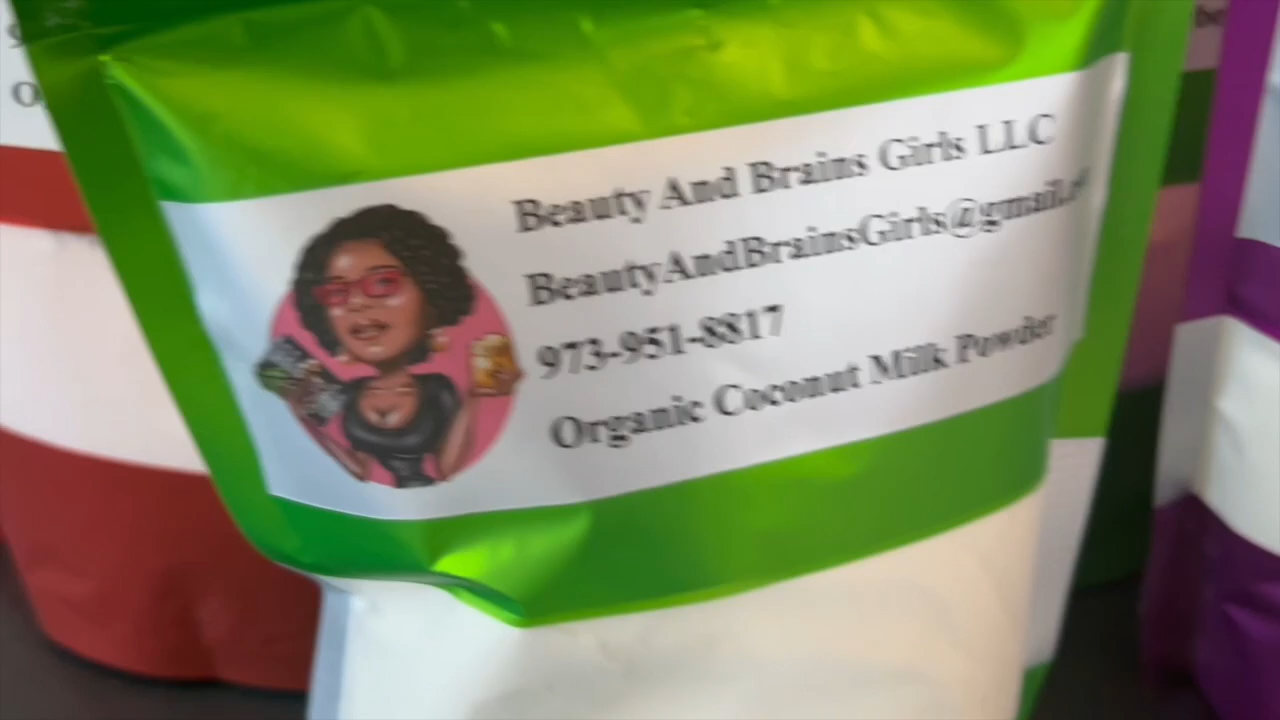 Beauty And Brains Girls LLC
BeautyAndBrainsGirls@gmail.
973-951-8817
Organic Coconut Milk Powder